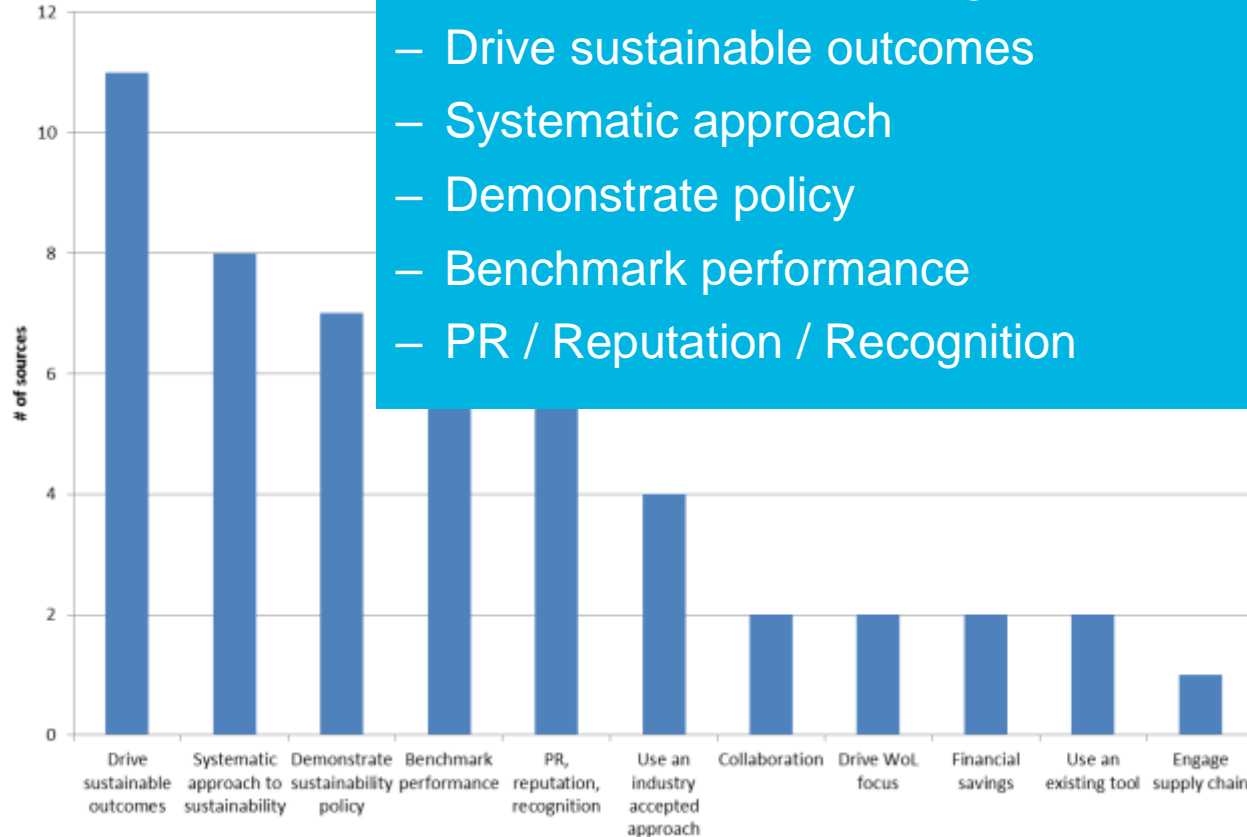 – Drive sustainable outcomes
– Systematic approach
– Demonstrate policy
– Benchmark performance
– PR / Reputation / Recognition
12
10
8
6
4
2
0
# of sources
Drive
sustainable
outcomes
Systematic
approach to
sustainability
Demonstrate
sustainability
policy
Benchmark
performance
PR,
reputation,
recognition
Use an
industry
accepted
approach
Collaboration
Drive WoL
focus
Financial
savings
Use an
existing tool
Engage
supply chain